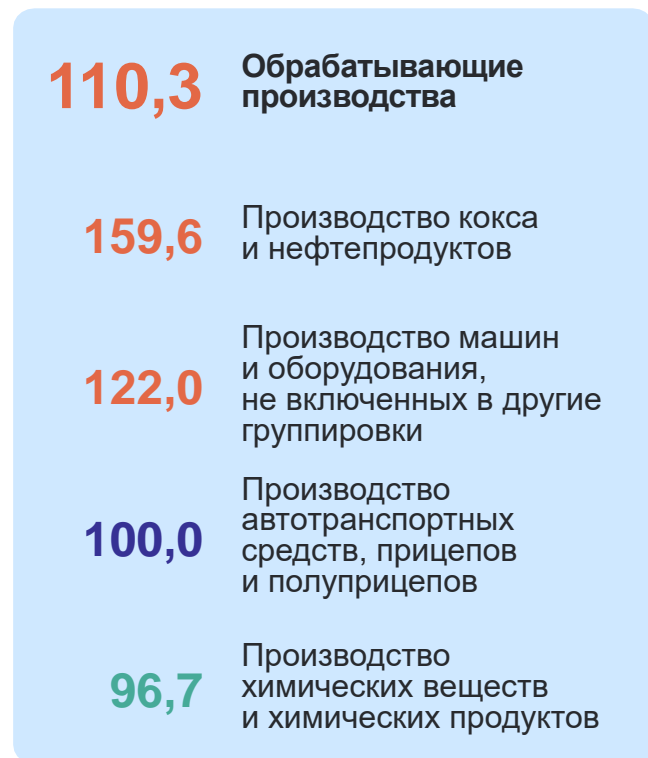 110,3
Обрабатывающие
производства
159,6
Производство кокса
и нефтепродуктов
122,0
Производство машин
и оборудования,
не включенных в другие
группировки
100,0
Производство
автотранспортных
средств, прицепов
и полуприцепов
96,7
Производство
химических веществ
и химических продуктов